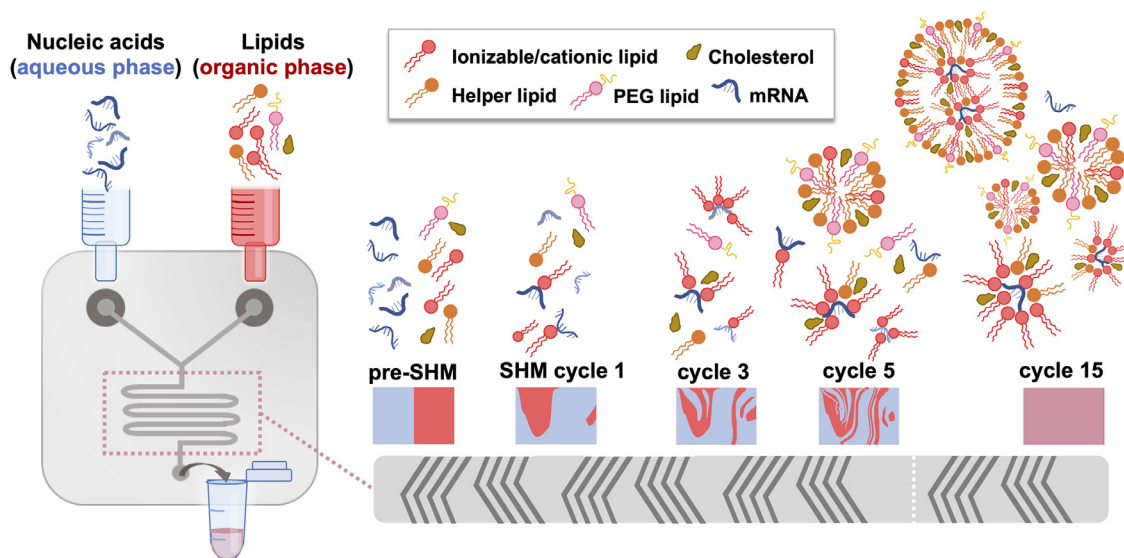 Nucleic acids
(aqueous phase)
Lipids
(organic phase)
Ionizable/cationic lipid
Cholesterol
Helper lipid
PEG lipid
mRNA
pre-SHM
SHM cycle 1
cycle 3
cycle 5
cycle 15